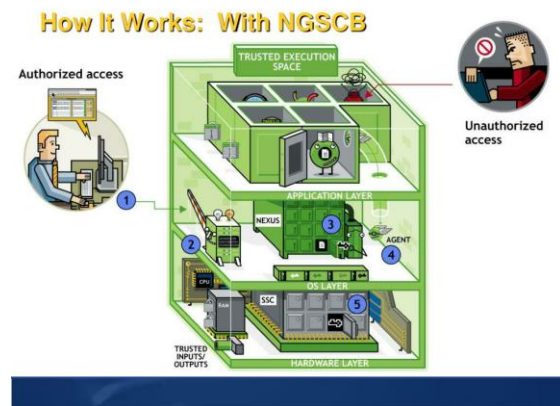 How It Works: With NGSCB
TRUSTED EXECUTION
SPACE
Authorized access
Unauthorized
access
APPLICATION LAYER
1
2
NEXUS
3
AGENT
4
OS LAYER
CPU
RAM
SSC
5
TRUSTED
INPUTS/
OUTPUTS
HARDWARE LAYER